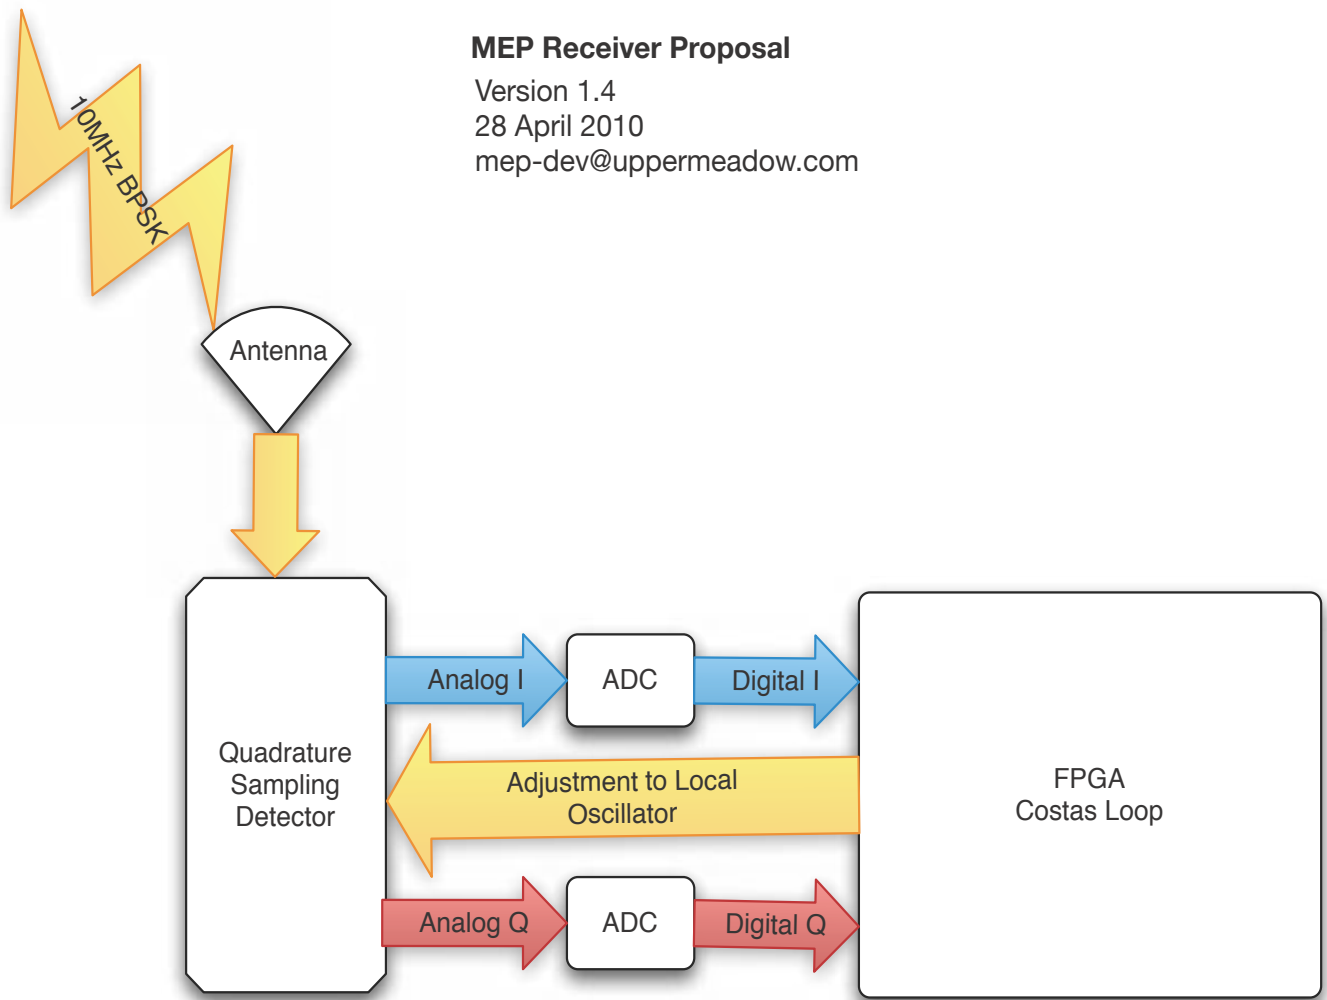 MEP Receiver Proposal
Version 1.4
28 April 2010
mep-dev@uppermeadow.com
10MHz BPSK
Antenna
Analog I
ADC
Digital I
Quadrature
Sampling
Detector
Adjustment to Local
Oscillator
FPGA
Costas Loop
Analog Q
ADC
Digital Q